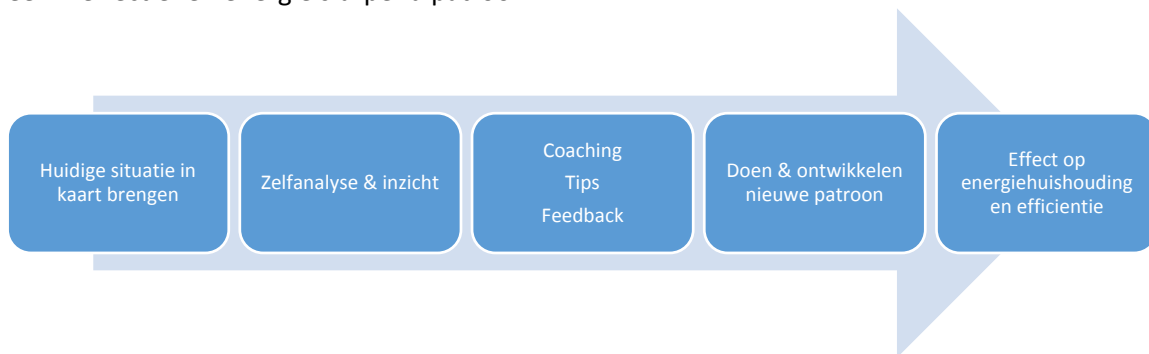 Huidige situatie in
kaart brengen
Zelfanalyse & inzicht
Coaching
Tips
Feedback
Doen & ontwikkelen
nieuwe patroon
Effect op
energiehuishouding
en efficientie